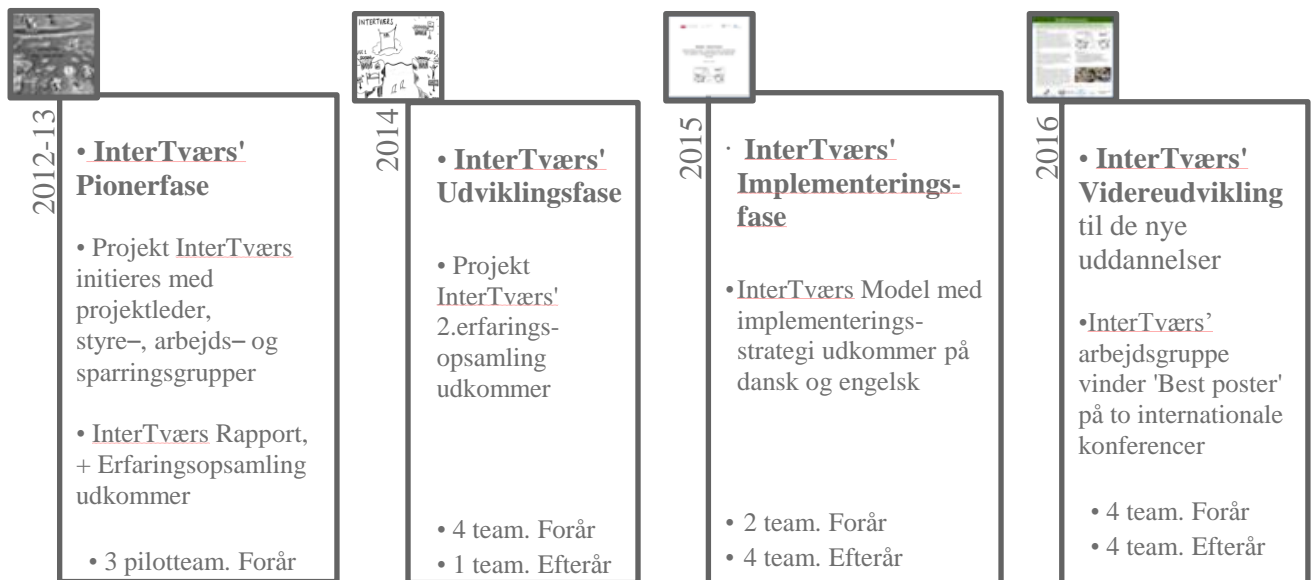 2012-13
• InterTværs'
Pionerfase
• Projekt InterTværs
initieres med
projektleder,
styre–, arbejds– og
sparringsgrupper
• InterTværs Rapport,
+ Erfaringsopsamling
udkommer
• 3 pilotteam. Forår
INTERTVÆRS
2014
• InterTværs'
Udviklingsfase
• Projekt
InterTværs'
2.erfarings-
opsamling
udkommer
• 4 team. Forår
• 1 team. Efterår
2015
· InterTværs'
Implementerings-
fase
•InterTværs Model med
implementerings-
strategi udkommer på
dansk og engelsk
• 2 team. Forår
• 4 team. Efterår
2016
• InterTværs'
Videreudvikling
til de nye
uddannelser
•InterTværs’
arbejdsgruppe
vinder 'Best poster'
på to internationale
konferencer
• 4 team. Forår
• 4 team. Efterår